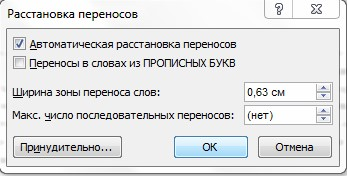 Расстановка переносов
Автоматическая расстановка переносов
Переносы в словах из ПРОПИСНЫХ БУКВ
Ширина зоны переноса слов: 0,63 см
Макс. число последовательных переносов: (нет)
Принудительно... ОК Отмена